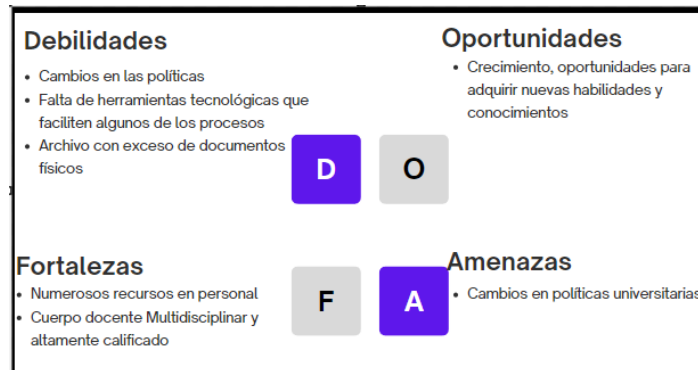 Debilidades
• Cambios en las políticas
• Falta de herramientas tecnológicas que
faciliten algunos de los procesos
• Archivo con exceso de documentos
físicos
Oportunidades
• Crecimiento, oportunidades para
adquirir nuevas habilidades y
conocimientos
D
O
Fortalezas
• Numerosos recursos en personal
• Cuerpo docente Multidisciplinar y
altamente calificado
F
A
Amenazas
• Cambios en políticas universitarias